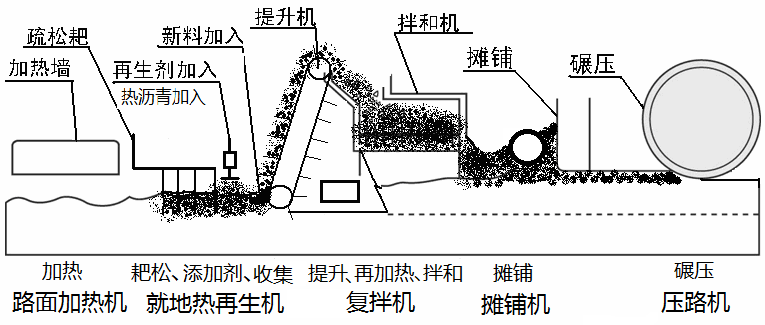 提升机
疏松耙
新料加入
拌和机
摊铺
碾压
加热墙
再生剂加入
热沥青加入
加热
耙松、添加剂、收集
提升、再加热、拌和
摊铺
碾压
路面加热机
就地热再生机
复拌机
摊铺机
压路机